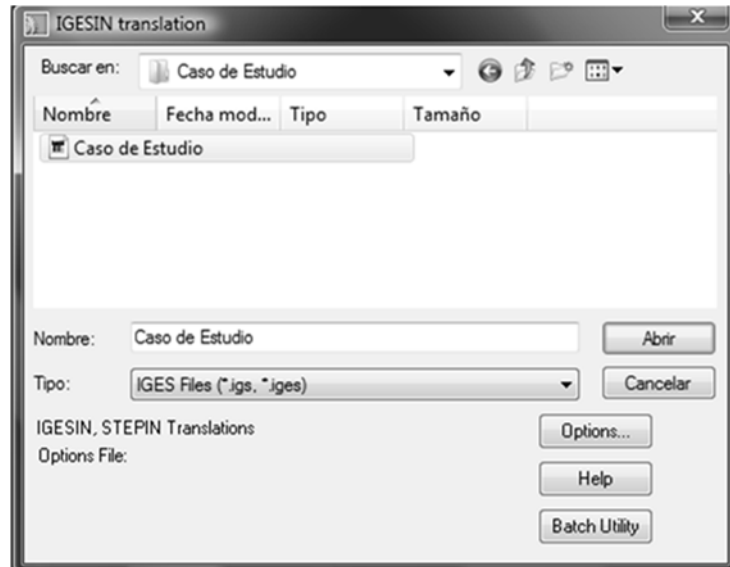 IGESIN translation
Buscar en: Caso de Estudio
Nombre Fecha mod... Tipo Tamaño
Caso de Estudio
Nombre: Caso de Estudio Abrir
Tipo: IGES Files (*.igs, *.iges) Cancelar
IGESIN, STEPIN Translations Options...
Options File:
Help
Batch Utility